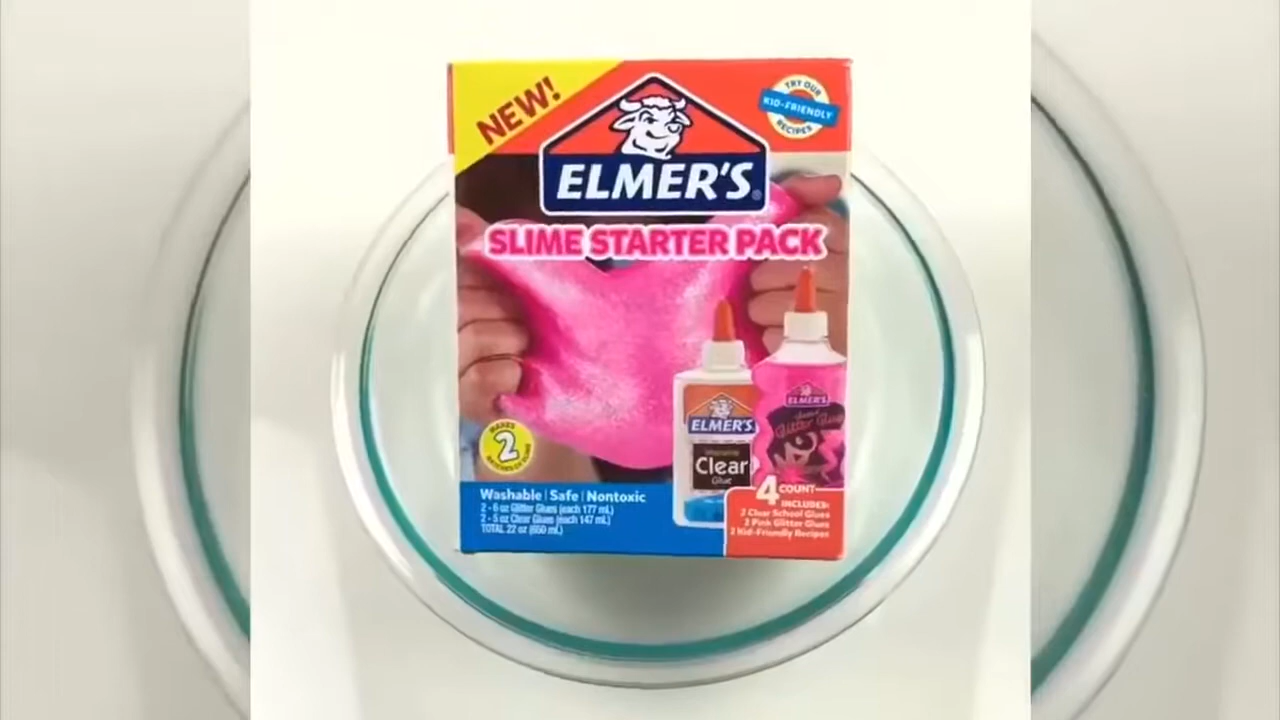 NEW!
TRY OUR
KID-FRIENDLY
RECIPES
ELMER'S®
SLIME STARTER PACK
MAKES
2
BATCHES OF SLIME
ELMER'S
Clear
Glue
ELMER'S
Glitter Glue
Washable | Safe | Nontoxic
2 - 6 oz Glitter Glues (each 177 mL)
2 - 5 oz Clear Glues (each 147 mL)
TOTAL 22 oz (650 mL)
4 COUNT
INCLUDES:
2 Clear School Glues
2 Pink Glitter Glues
2 Kid-Friendly Recipes